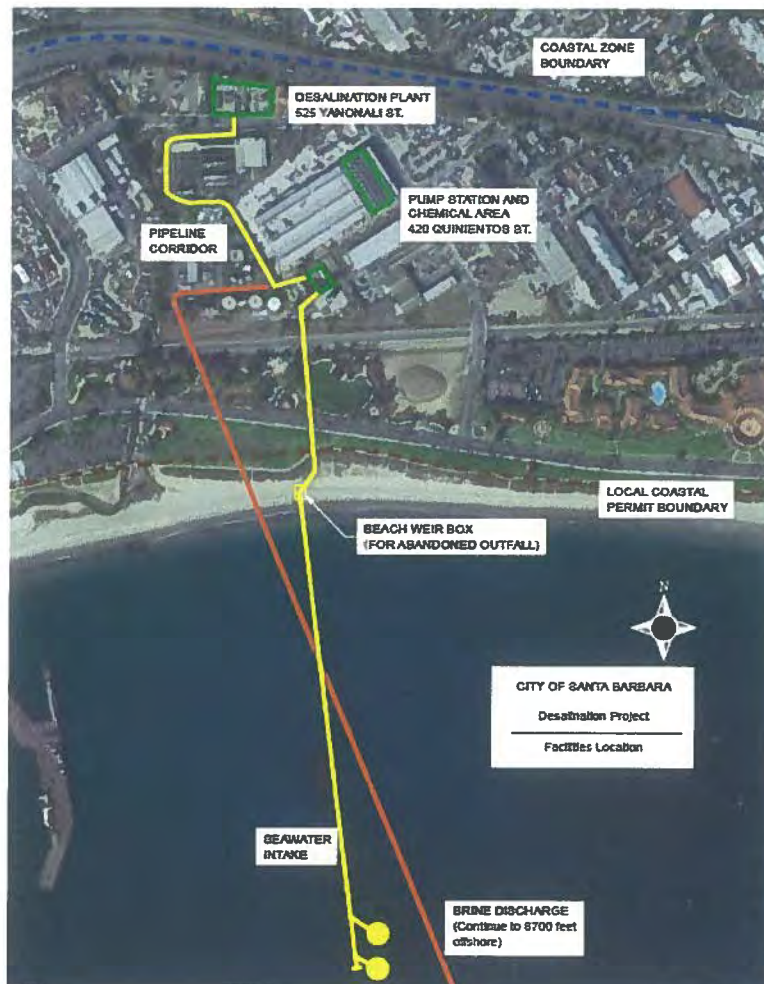 COASTAL ZONE
BOUNDARY
DESALINATION PLANT
525 YANONALI ST.
PUMP STATION AND
CHEMICAL AREA
420 QUINIENTOS ST.
PIPELINE
CORRIDOR
LOCAL COASTAL
PERMIT BOUNDARY
BEACH WEIR BOX
(FOR ABANDONED OUTFALL)
N
CITY OF SANTA BARBARA
Desalination Project
Facilities Location
SEAWATER
INTAKE
BRINE DISCHARGE
(Continue to 8700 feet
offshore)